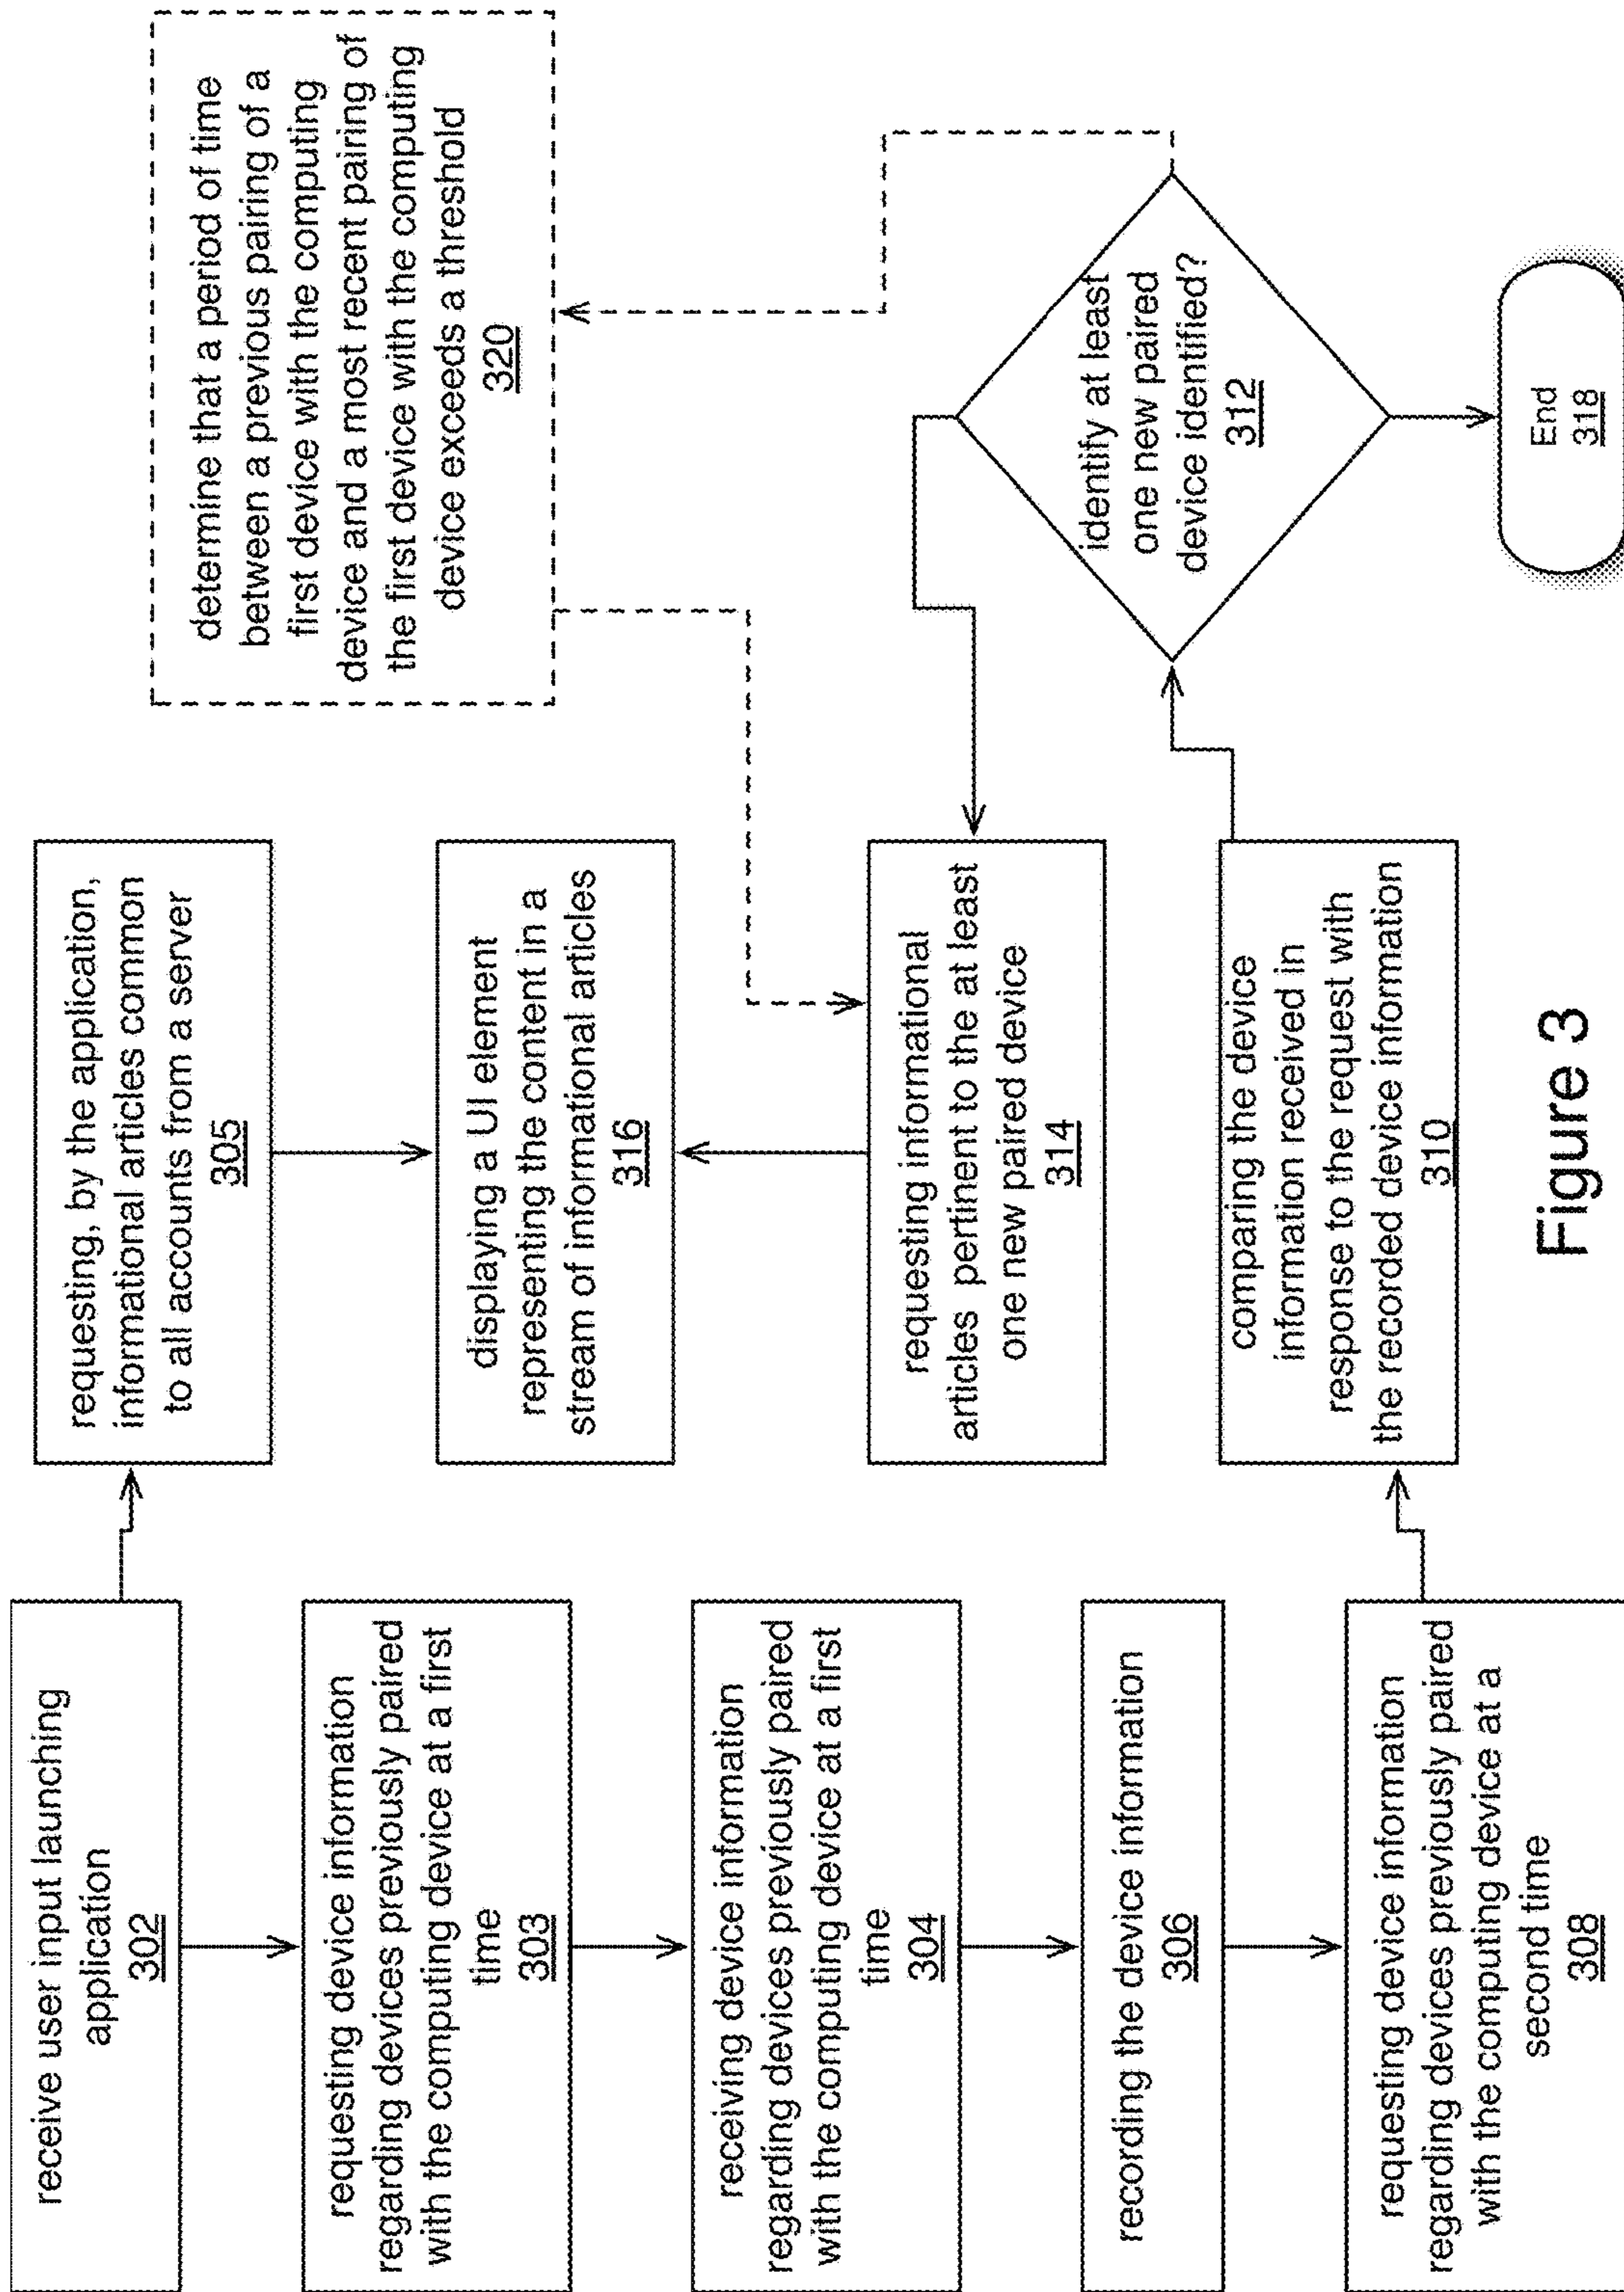 receive user input launching
application
302
requesting device information
regarding devices previously paired
with the computing device at a first
time
303
receiving device information
regarding devices previously paired
with the computing device at a first
time
304
recording the device information
306
requesting device information
regarding devices previously paired
with the computing device at a
second time
308
requesting, by the application,
informational articles common
to all accounts from a server
305
displaying a UI element
representing the content in a
stream of informational articles
316
requesting informational
articles pertinent to the at least
one new paired device
314
comparing the device
information received in
response to the request with
the recorded device information
310
determine that a period of time
between a previous pairing of a
first device with the computing
device and a most recent pairing of
the first device with the computing
device exceeds a threshold
320
identify at least
one new paired
device identified?
312
End
318
Figure 3